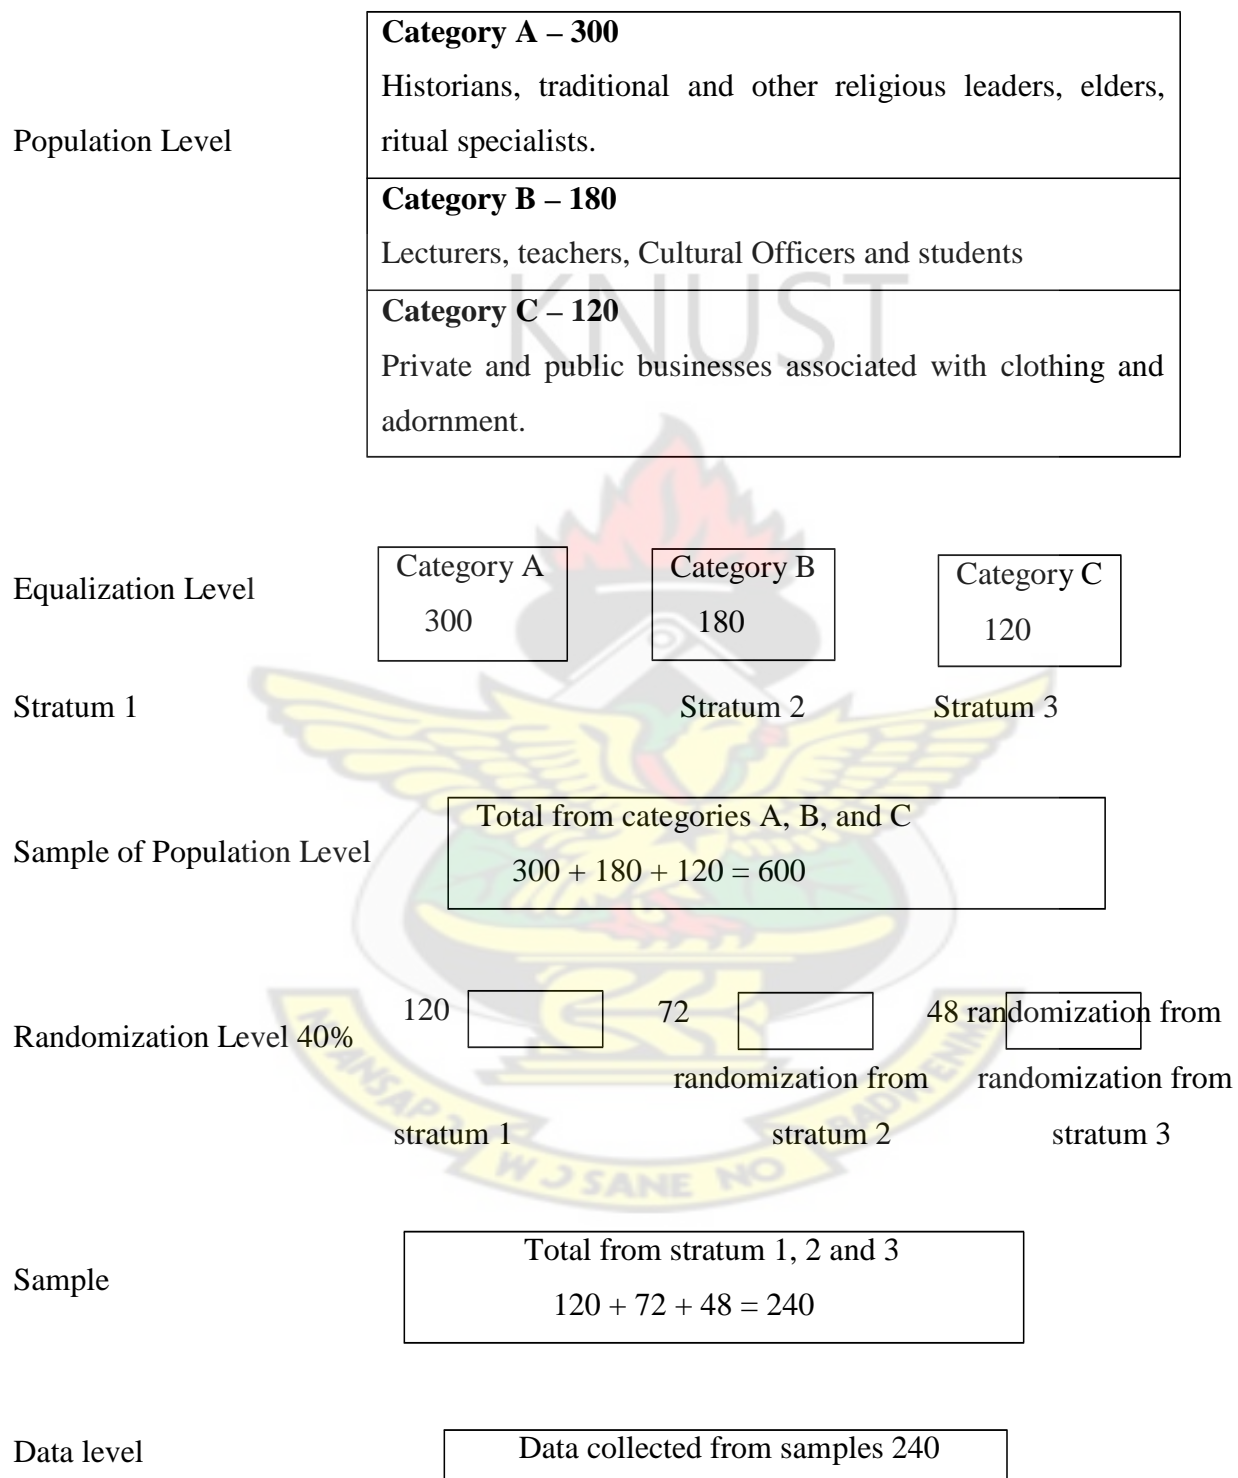 Category A – 300
Historians, traditional and other religious leaders, elders,
Population Level
ritual specialists.
Category B – 180
Lecturers, teachers, Cultural Officers and students
KNUST
Category C – 120
Private and public businesses associated with clothing and
adornment.
Equalization Level
Category A
300
Category B
180
Category C
120
Stratum 1
Stratum 2
Stratum 3
Sample of Population Level
Total from categories A, B, and C
300 + 180 + 120 = 600
Randomization Level 40%
120
72
48 randomization from
randomization from
randomization from
stratum 1
stratum 2
stratum 3
W Ɔ SANE NO
BADWENMA
Sample
Total from stratum 1, 2 and 3
120 + 72 + 48 = 240
Data level
Data collected from samples 240